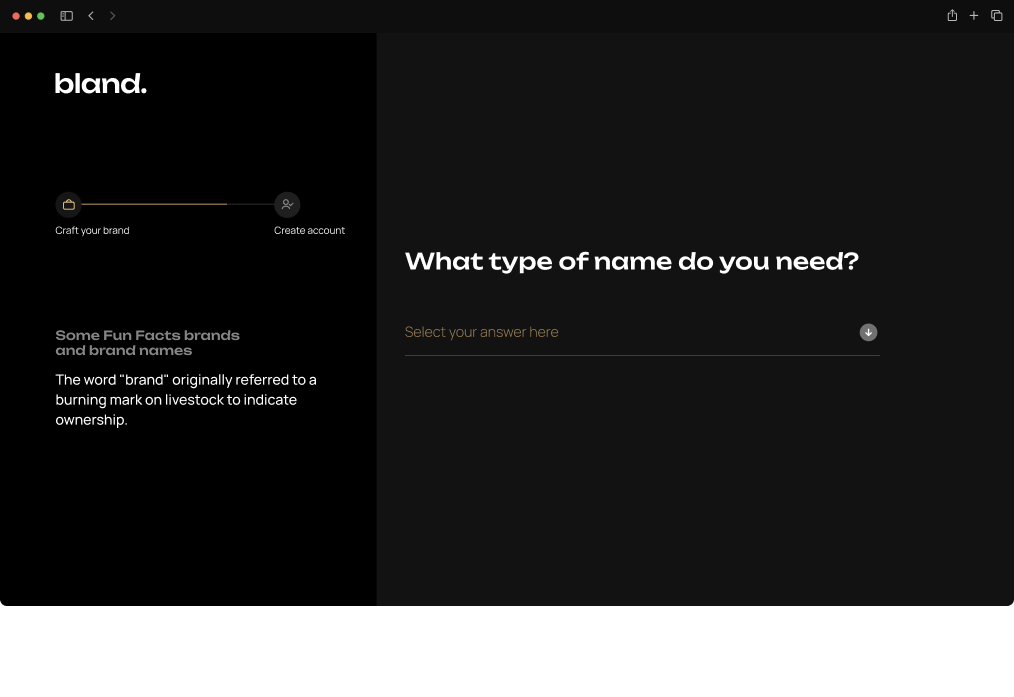 bland.
Craft your brand
Create account
Some Fun Facts brands
and brand names
The word "brand" originally referred to a
burning mark on livestock to indicate
ownership.
What type of name do you need?
Select your answer here